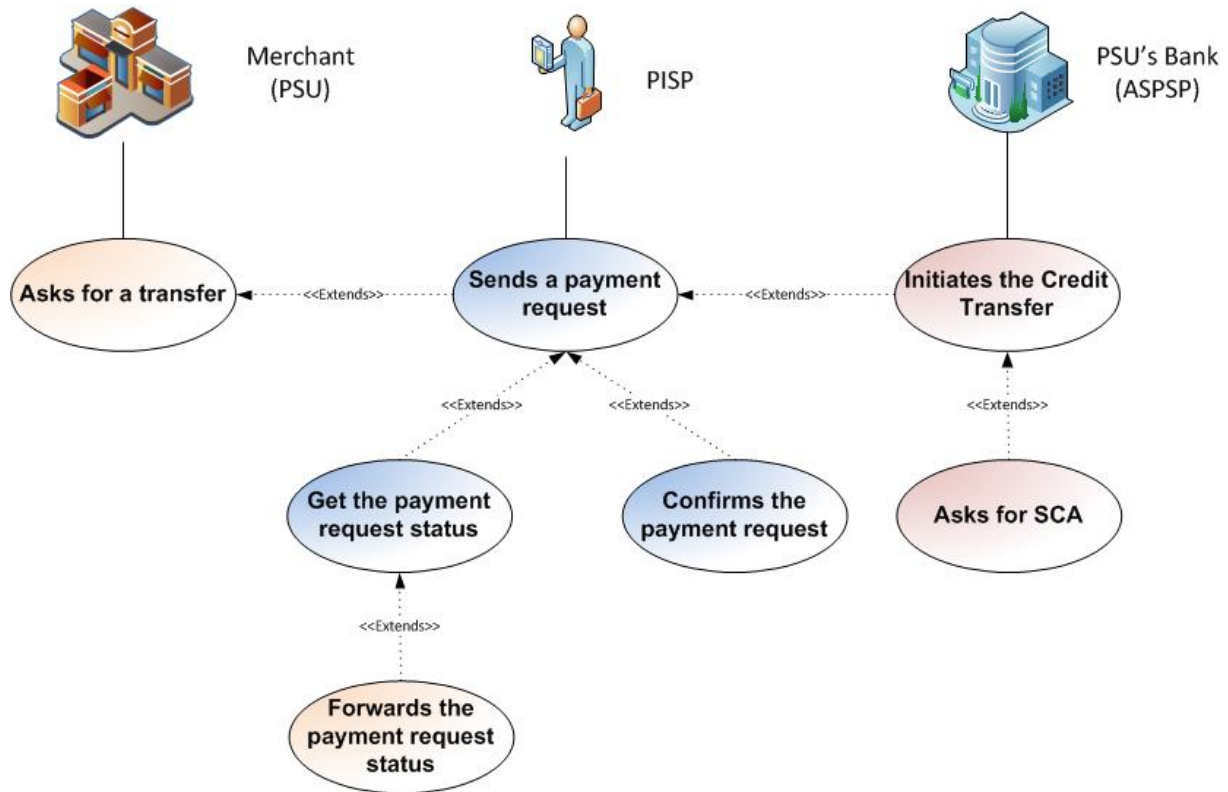 Merchant
(PSU)
PISP
PSU's Bank
(ASPSP)
Asks for a transfer
<<Extends>>
Sends a payment
request
<<Extends>>
Initiates the Credit
Transfer
<<Extends>>
<<Extends>>
<<Extends>>
Get the payment
request status
Confirms the
payment request
Asks for SCA
<<Extends>>
Forwards the
payment request
status